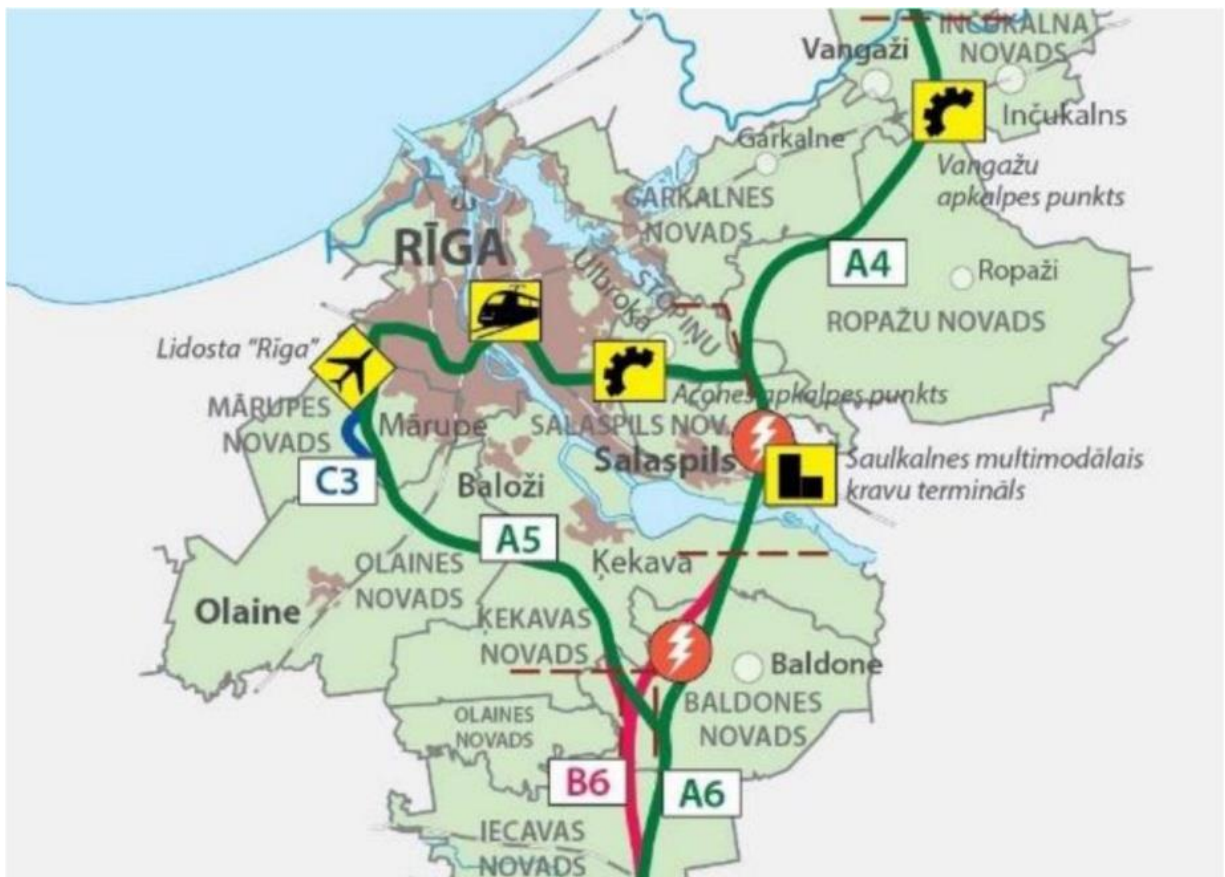 INČUKALNA
NOVADS
Vangaži
Inčukalns
Garkalne
Vangažu
apkalpes punkts
GARKALNES
NOVADS
RĪGA
A4
Ropaži
Ulbroka
STOPIŅU
ROPAŽU NOVADS
Lidosta "Rīga"
Acones apkalpes punkts
MĀRUPES
NOVADS
Mārupe
SALASPILS NOV.
Salaspils
Saulkalnes multimodālais
kravu termināls
C3
Baloži
A5
Ķekava
OLAINES
NOVADS
Olaine
ĶEKAVAS
NOVADS
Baldone
BALDONES
NOVADS
OLAINES
NOVADS
B6
A6
IECAVAS
NOVADS